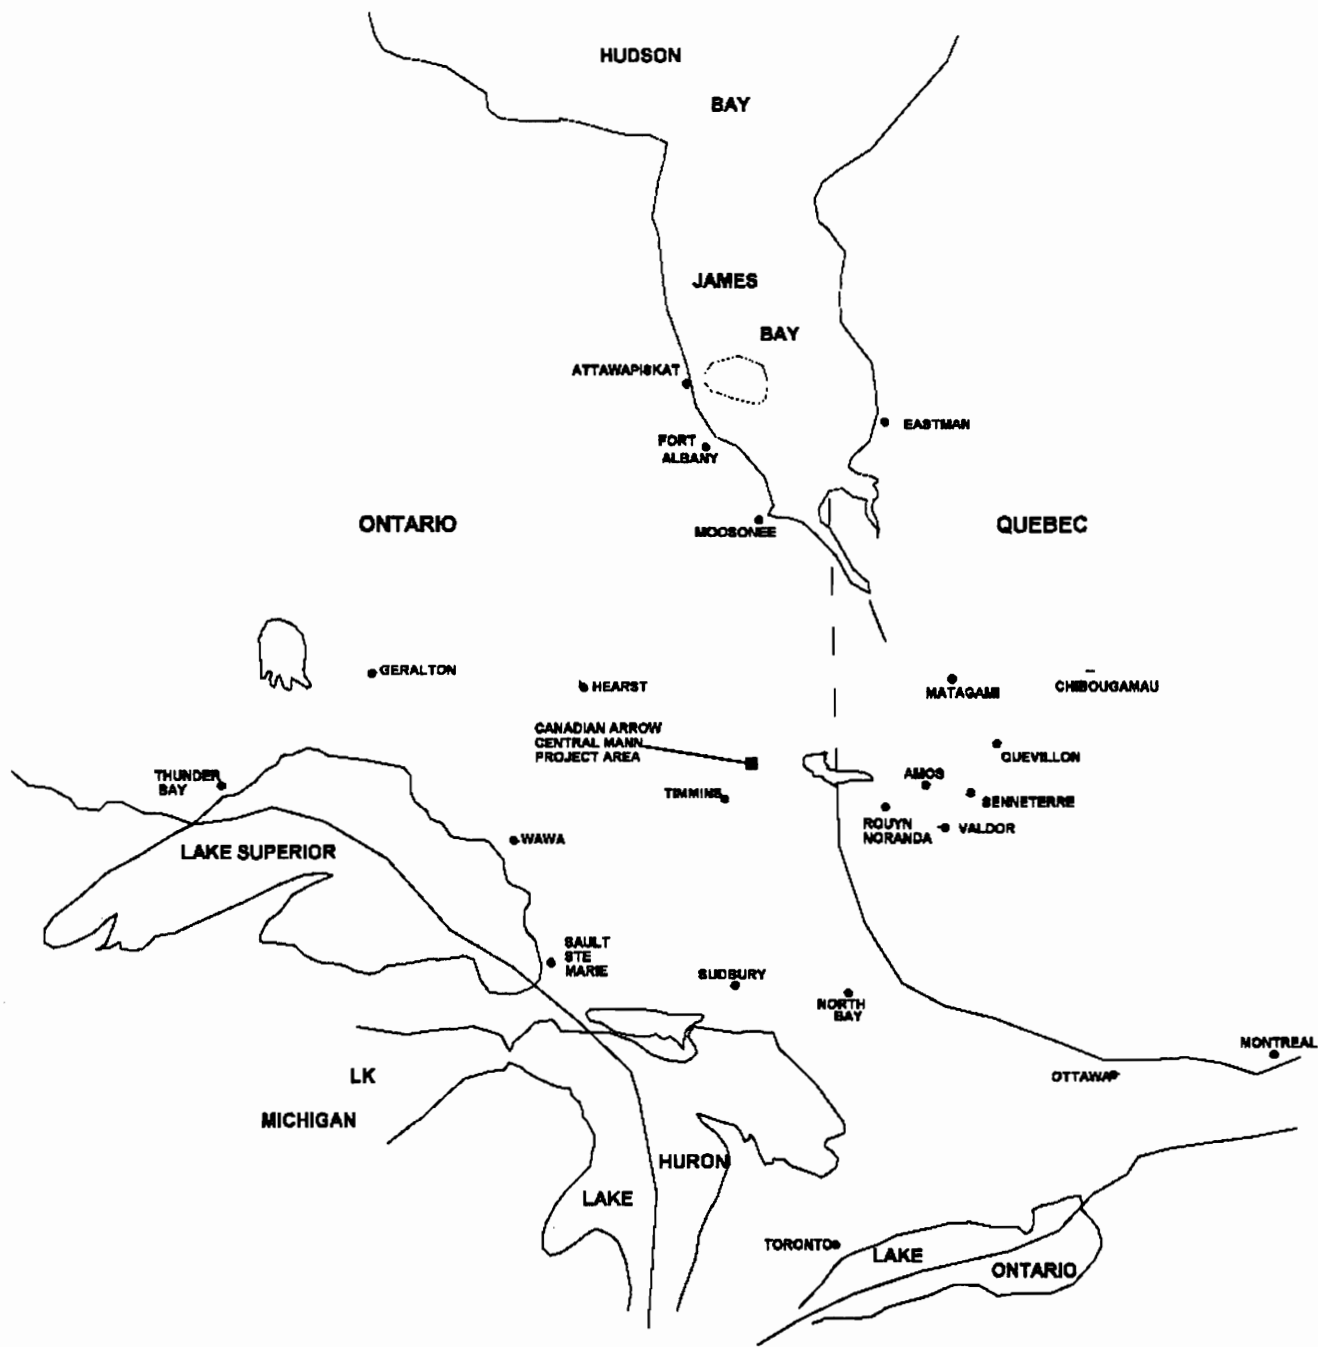 HUDSON
BAY
JAMES
BAY
ATTAWAPISKAT
EASTMAN
FORT
ALBANY
ONTARIO
QUEBEC
MOOSONEE
GERALTON
HEARST
MATAGAMI
CHIBOUGAMAU
CANADIAN ARROW
CENTRAL MANN
PROJECT AREA
QUEVILLON
THUNDER
BAY
AMOS
TIMMINS
SENNETERRE
ROUYN
NORANDA
VALDOR
WAWA
LAKE SUPERIOR
SAULT
STE
MARIE
SUDBURY
NORTH
BAY
MONTREAL
LK
OTTAWA
MICHIGAN
HURON
LAKE
TORONTO
LAKE
ONTARIO